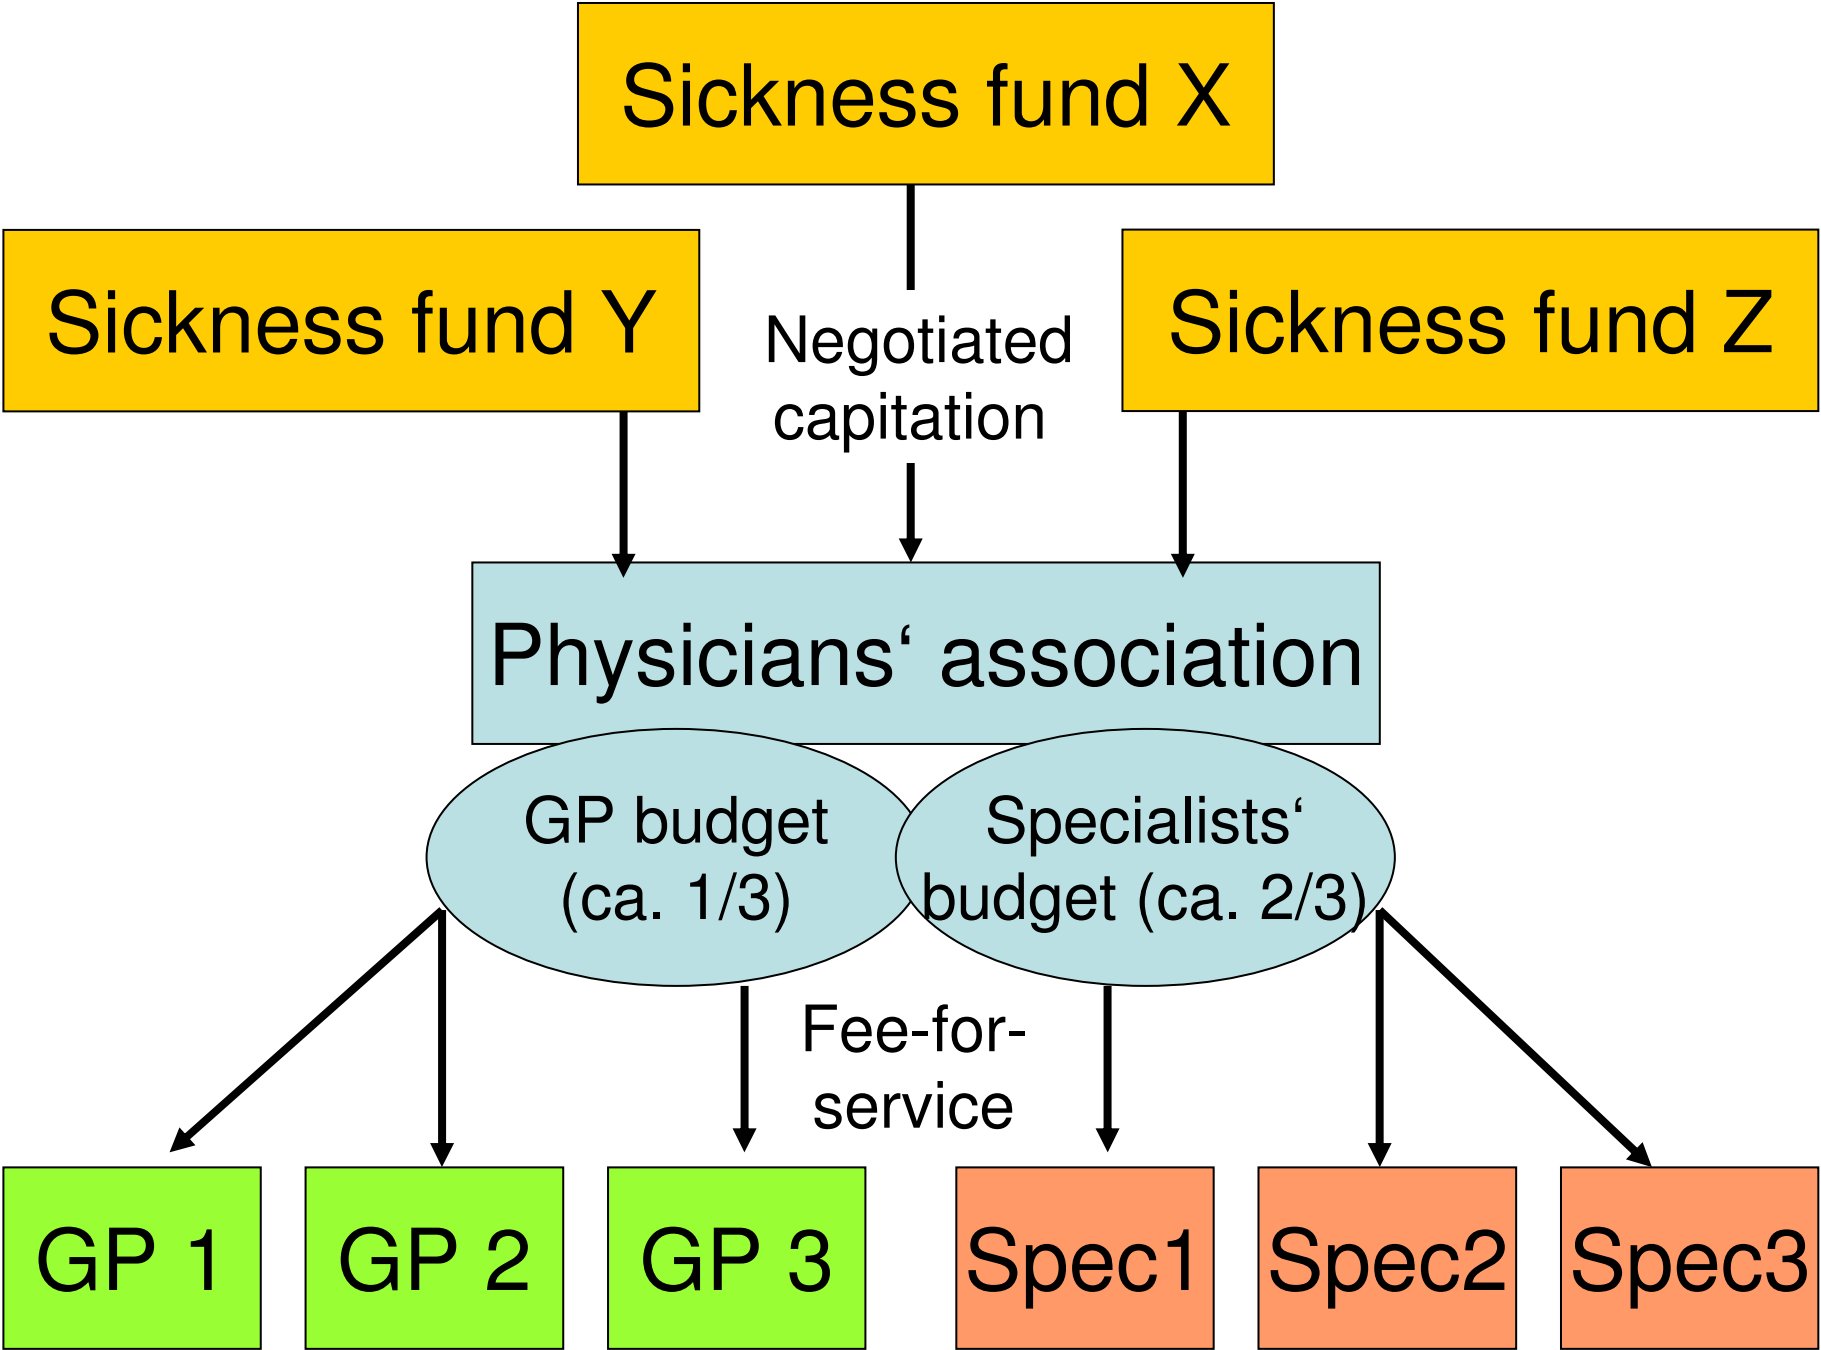 Sickness fund X
Sickness fund Y
Negotiated
capitation
Sickness fund Z
Physicians‘ association
GP budget
(ca. 1/3)
Specialists‘
budget (ca. 2/3)
Fee-for-
service
GP 1
GP 2
GP 3
Spec1
Spec2
Spec3